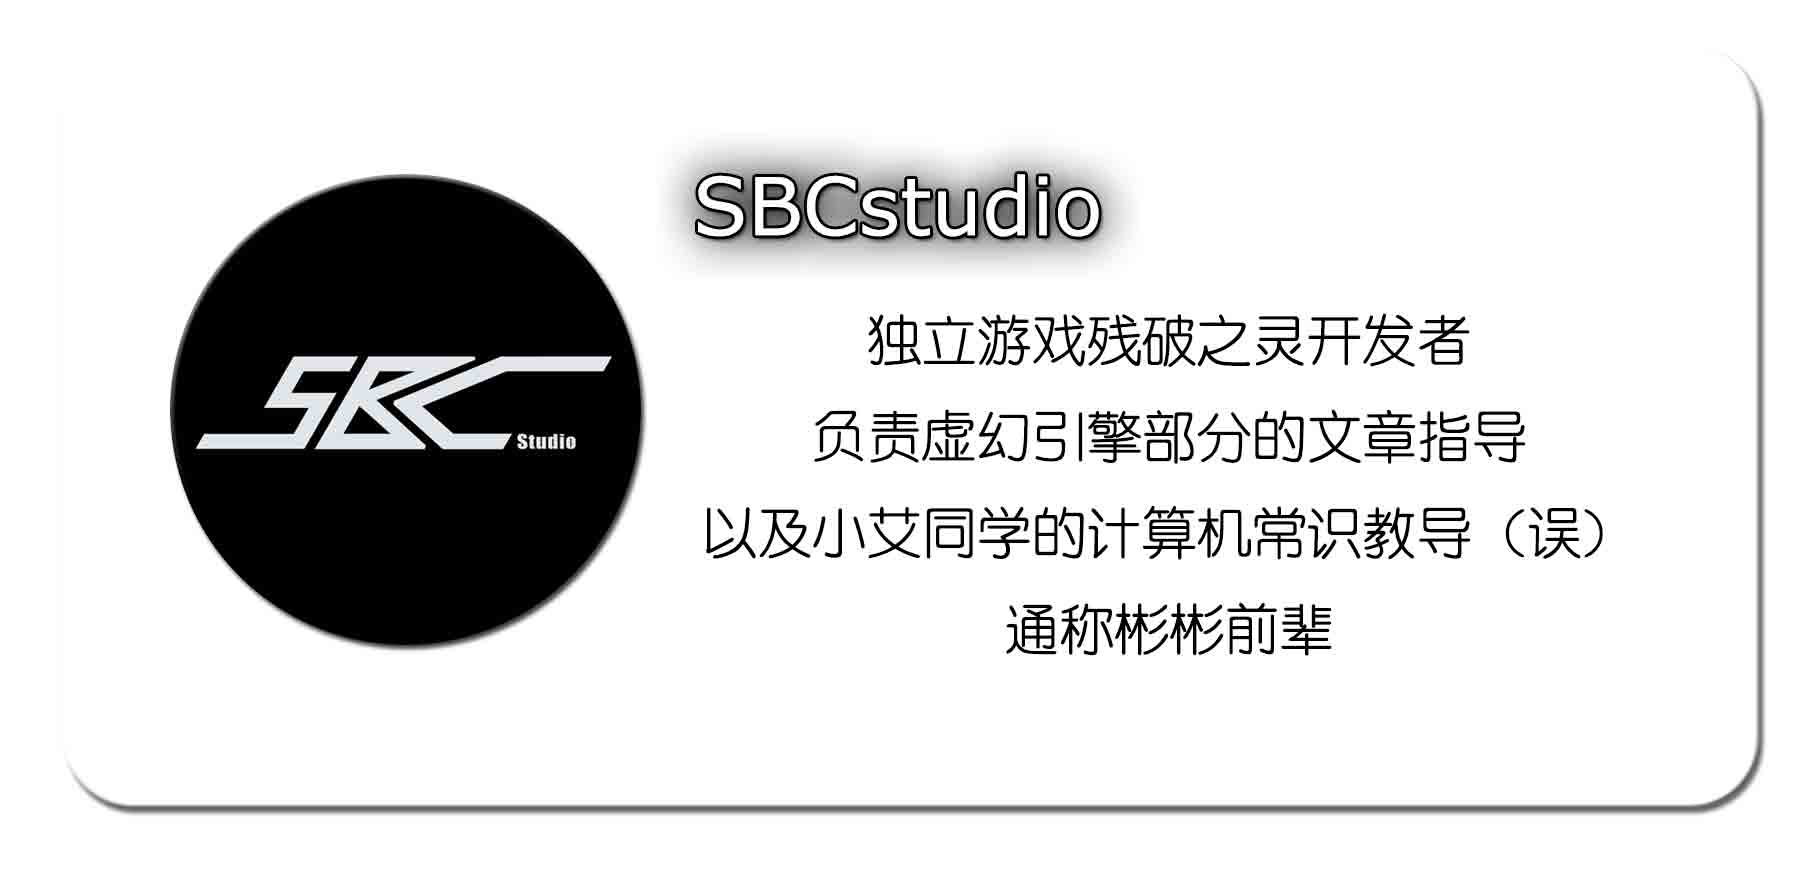 SBCstudio
SBC
Studio
独立游戏残破之灵开发者
负责虚幻引擎部分的文章指导
以及小艾同学的计算机常识教导（误）
通称彬彬前辈